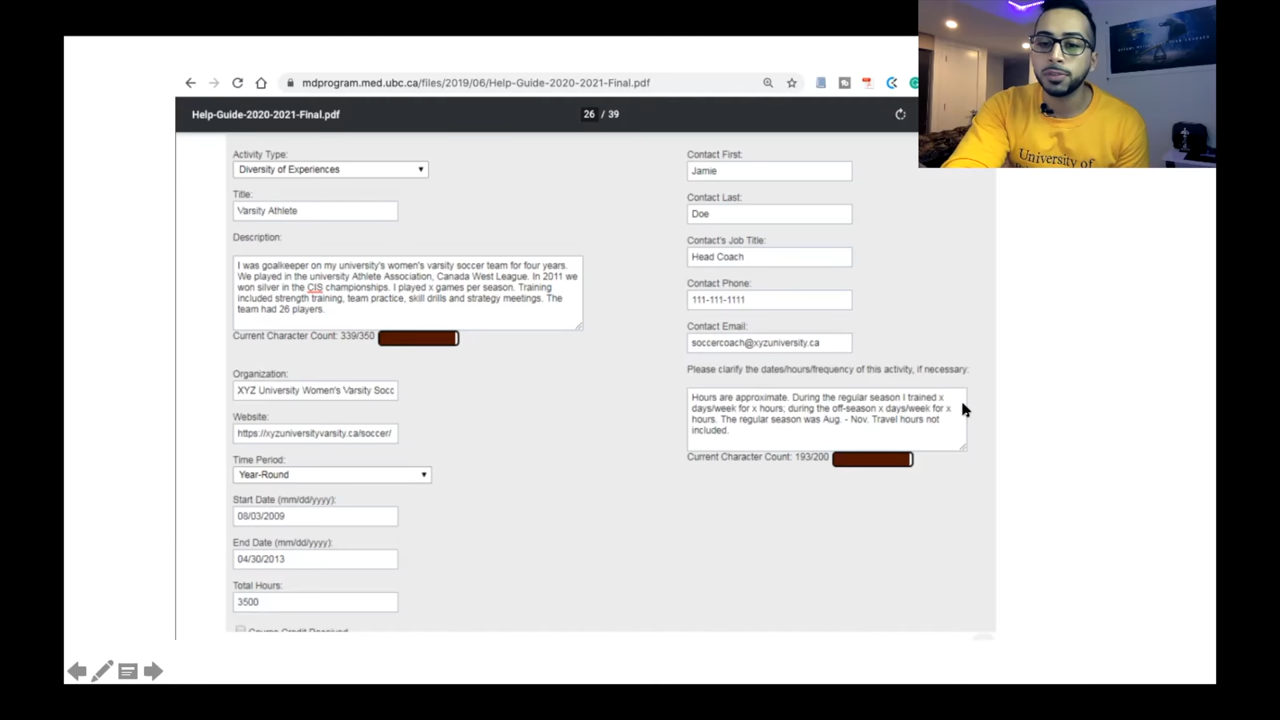 mdprogram.med.ubc.ca/files/2019/06/Help-Guide-2020-2021-Final.pdf
Help-Guide-2020-2021-Final.pdf
26 / 39
University of
Activity Type:
Diversity of Experiences
Title:
Varsity Athlete
Description:
I was goalkeeper on my university's women's varsity soccer team for four years.
We played in the university Athlete Association, Canada West League. In 2011 we
won silver in the CIS championships. I played x games per season. Training
included strength training, team practice, skill drills and strategy meetings. The
team had 26 players.
Current Character Count: 339/350
Organization:
XYZ University Women's Varsity Socc
Website:
https://xyzuniversityvarsity.ca/soccer/
Time Period:
Year-Round
Start Date (mm/dd/yyyy):
08/03/2009
End Date (mm/dd/yyyy):
04/30/2013
Total Hours:
3500
Course Credit Received
Contact First:
Jamie
Contact Last:
Doe
Contact's Job Title:
Head Coach
Contact Phone:
111-111-1111
Contact Email:
soccercoach@xyzuniversity.ca
Please clarify the dates/hours/frequency of this activity, if necessary:
Hours are approximate. During the regular season I trained x
days/week for x hours; during the off-season x days/week for x
hours. The regular season was Aug. - Nov. Travel hours not
included.
Current Character Count: 193/200